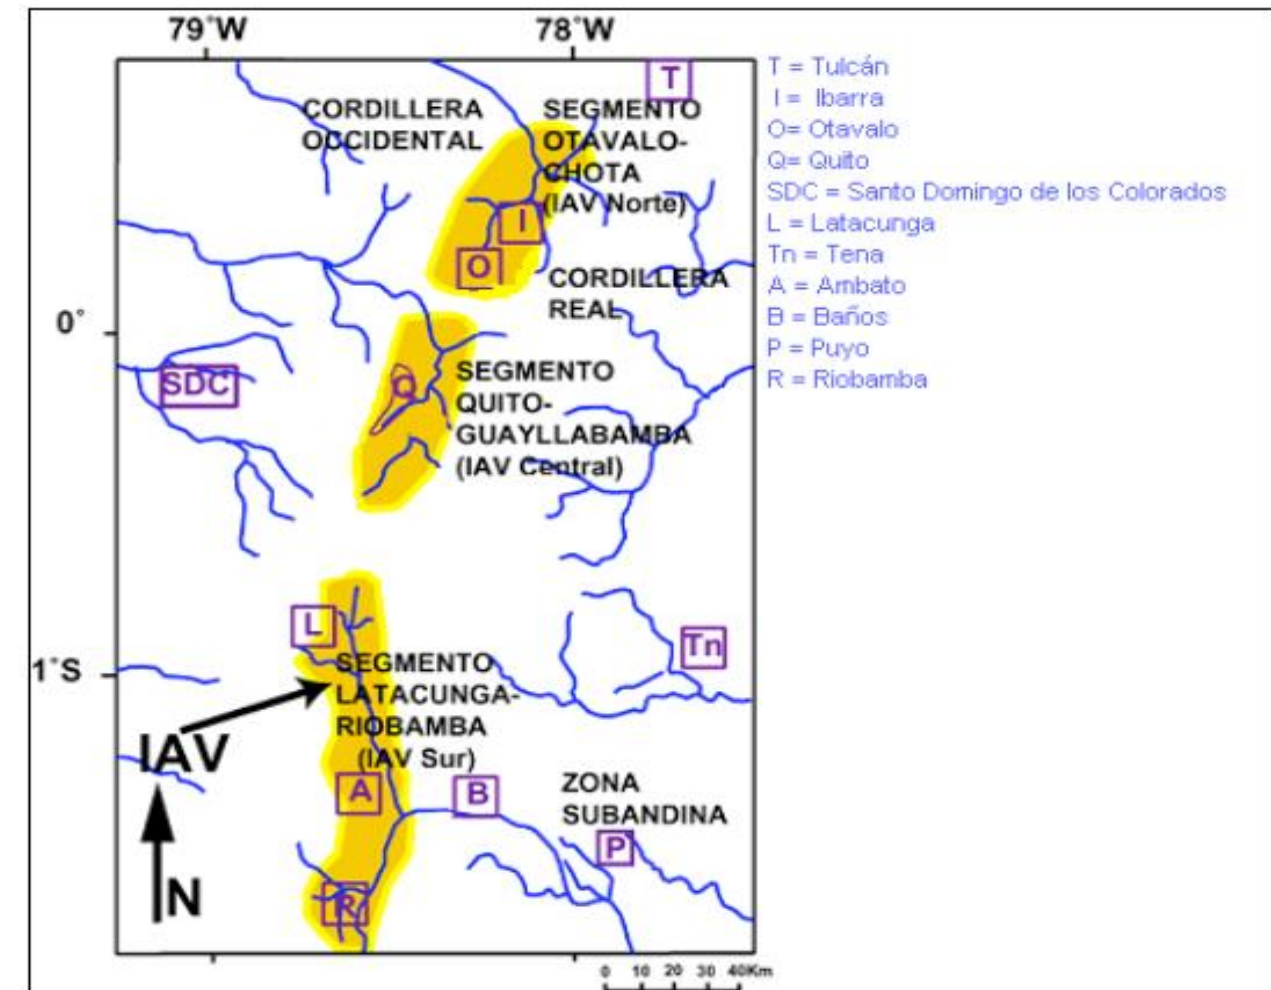 79°W
78°W
T
T = Tulcán
I = Ibarra
O= Otavalo
Q= Quito
SDC = Santo Domingo de los Colorados
L = Latacunga
Tn = Tena
A = Ambato
B = Baños
P = Puyo
R = Riobamba
CORDILLERA
OCCIDENTAL
SEGMENTO
OTAVALO-
CHOTA
(IAV Norte)
I
O
CORDILLERA
REAL
0°
SDC
Q
SEGMENTO
QUITO-
GUAYLLABAMBA
(IAV Central)
L
Tn
1°S
SEGMENTO
LATACUNGA-
RIOBAMBA
(IAV Sur)
IAV
A
B
ZONA
SUBANDINA
P
N
R
0 10 20 30 40Km